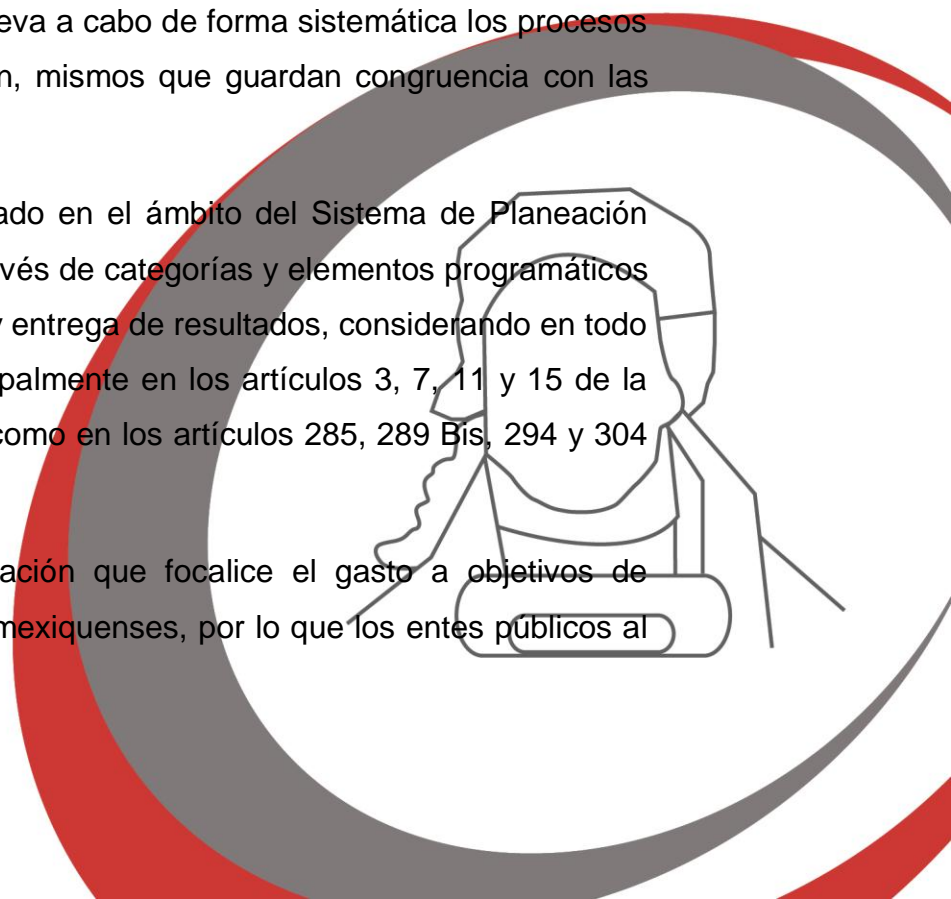 eva a cabo de forma sistemática los procesos
n, mismos que guardan congruencia con las
ado en el ámbito del Sistema de Planeación
vés de categorías y elementos programáticos
y entrega de resultados, considerando en todo
palmente en los artículos 3, 7, 11 y 15 de la
como en los artículos 285, 289 Bis, 294 y 304
ación que focalice el gasto a objetivos de
mexiquenses, por lo que los entes públicos al